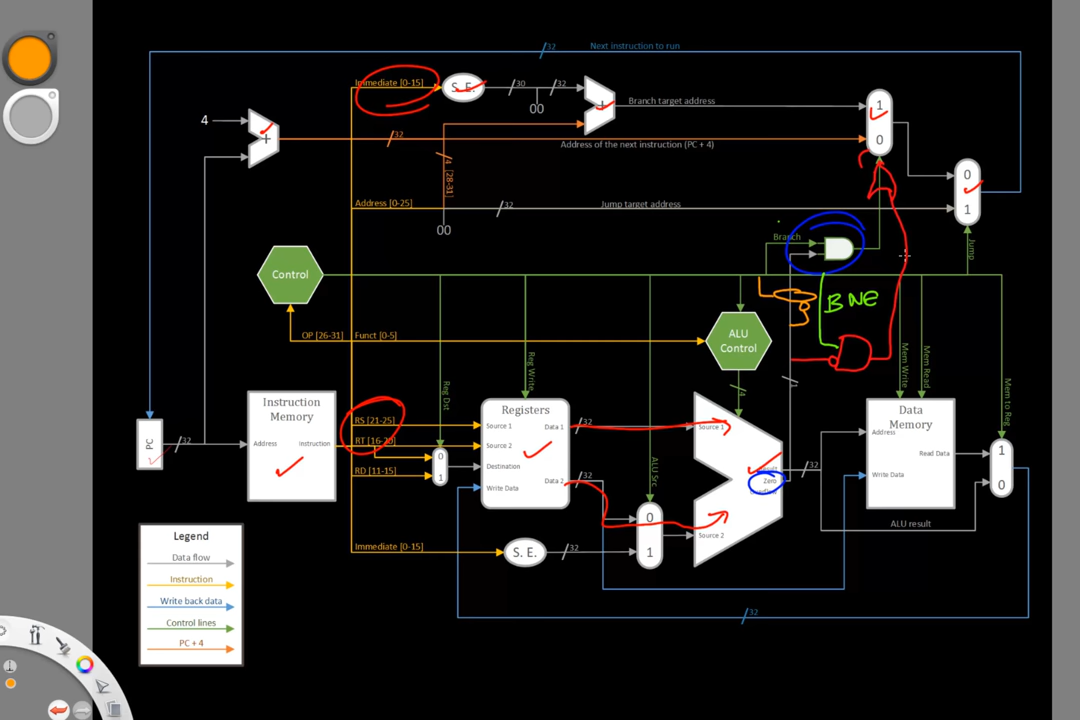 32
Next instruction to run
Immediate [0-15]
S. E.
30
32
00
+
Branch target address
1
4
+
32
Address of the next instruction (PC + 4)
0
4
[28-31]
0
Address [0-25]
32
Jump target address
1
00
Branch
Jump
Control
BNE
OP [26-31]
Funct [0-5]
ALU
Control
Reg Dst
Reg Write
Mem Write
Mem Read
Mem to Reg
4
1
Instruction
Memory
Address
Instruction
PC
32
RS [21-25]
RT [16-20]
RD [11-15]
0
1
Registers
Source 1
Source 2
Destination
Write Data
Data 1
Data 2
32
32
ALU Src
0
1
Source 1
Source 2
Zero
32
Data
Memory
Address
Read Data
Write Data
1
0
ALU result
Immediate [0-15]
S. E.
32
32
Legend
Data flow
Instruction
Write back data
Control lines
PC + 4